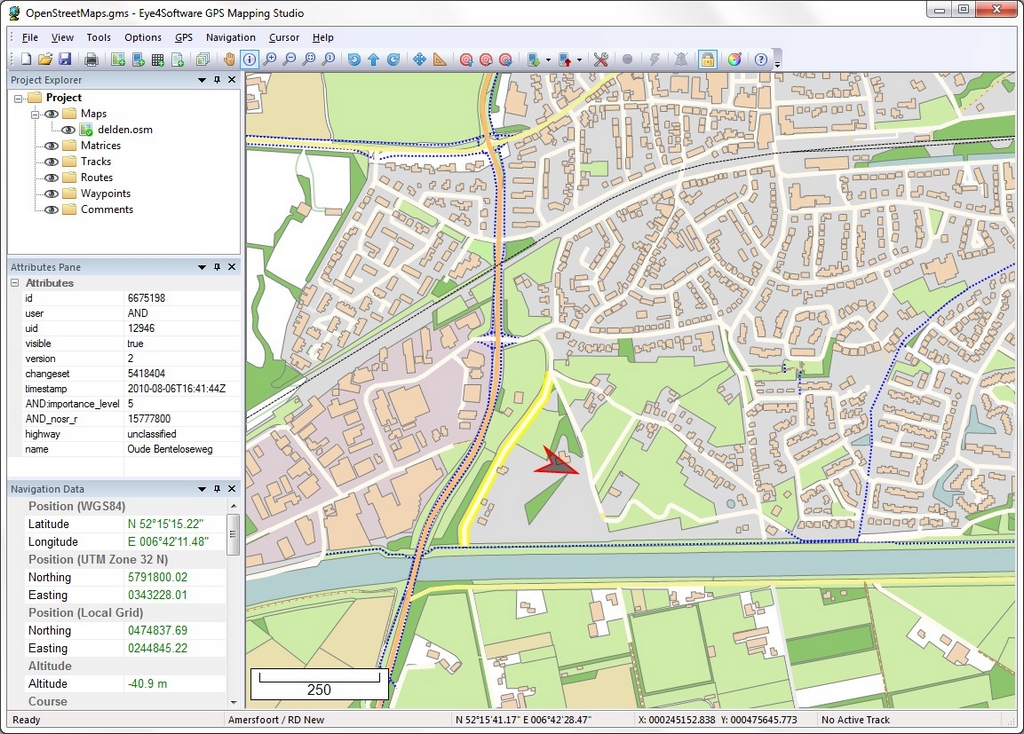 OpenStreetMaps.gms - Eye4Software GPS Mapping Studio
File View Tools Options GPS Navigation Cursor Help
Project Explorer
Project
Maps
delden.osm
Matrices
Tracks
Routes
Waypoints
Comments
Attributes Pane
Attributes
id 6675198
user AND
uid 12946
visible true
version 2
changeset 5418404
timestamp 2010-08-06T16:41:44Z
AND:importance_level 5
AND_nosr_r 15777800
highway unclassified
name Oude Benteloseweg
Navigation Data
Position (WGS84)
Latitude N 52°15'15.22"
Longitude E 006°42'11.48"
Position (UTM Zone 32 N)
Northing 5791800.02
Easting 0343228.01
Position (Local Grid)
Northing 0474837.69
Easting 0244845.22
Altitude
Altitude -40.9 m
Course
250
Ready Amersfoort / RD New N 52°15'41.17" E 006°42'28.47" X: 000245152.838 Y: 000475645.773 No Active Track